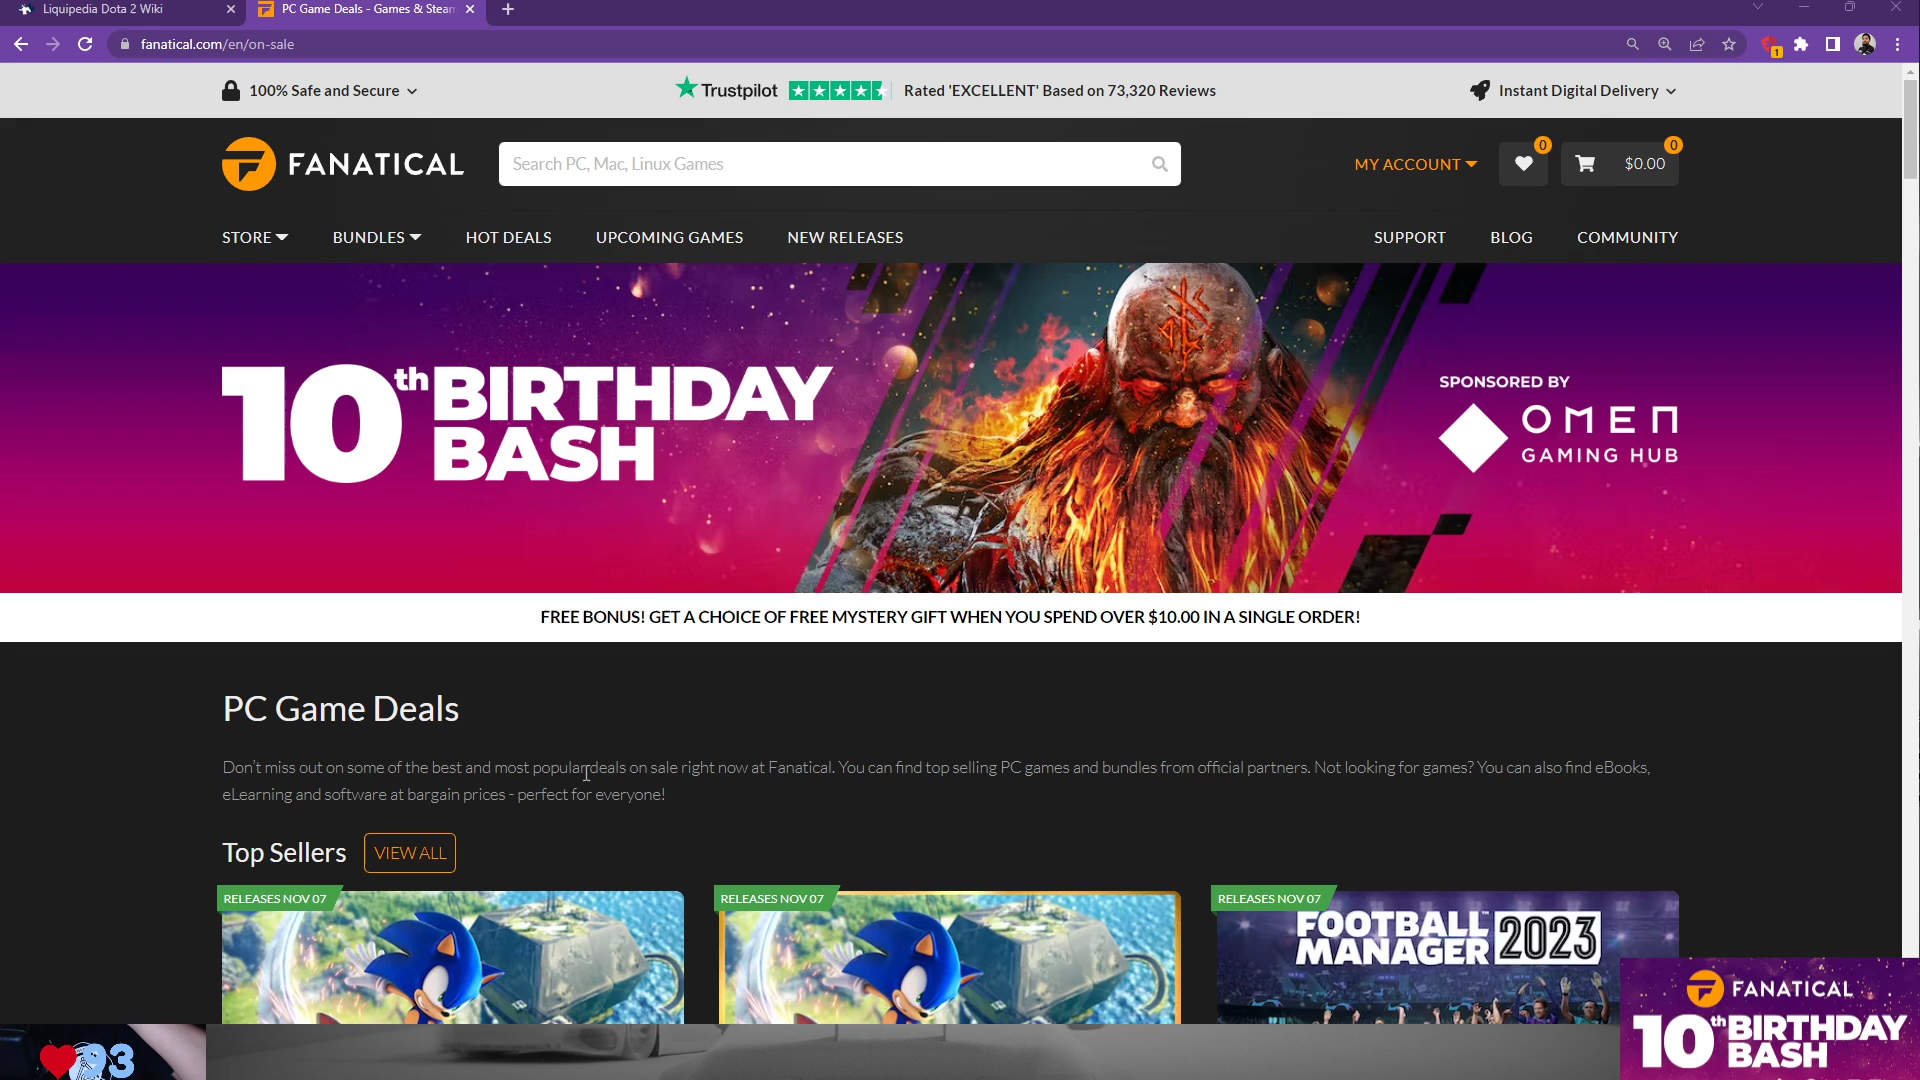 Liquipedia Dota 2 Wiki
PC Game Deals - Games & Steam
fanatical.com/en/on-sale
1
100% Safe and Secure
Trustpilot
Rated 'EXCELLENT' Based on 73,320 Reviews
Instant Digital Delivery
FANATICAL
Search PC, Mac, Linux Games
MY ACCOUNT
0
0
$0.00
STORE
BUNDLES
HOT DEALS
UPCOMING GAMES
NEW RELEASES
SUPPORT
BLOG
COMMUNITY
10th BIRTHDAY
BASH
SPONSORED BY
OMEN
GAMING HUB
FREE BONUS! GET A CHOICE OF FREE MYSTERY GIFT WHEN YOU SPEND OVER $10.00 IN A SINGLE ORDER!
PC Game Deals
Don't miss out on some of the best and most popular deals on sale right now at Fanatical. You can find top selling PC games and bundles from official partners. Not looking for games? You can also find eBooks,
eLearning and software at bargain prices - perfect for everyone!
Top Sellers
VIEW ALL
RELEASES NOV 07
RELEASES NOV 07
RELEASES NOV 07
FOOTBALL
MANAGER 2023
93
FANATICAL
10th BIRTHDAY
BASH